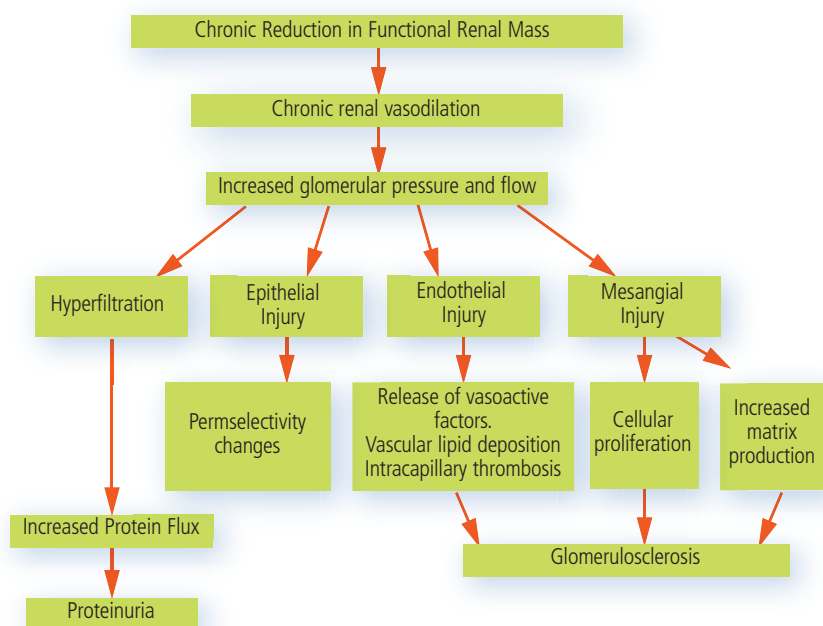 Chronic Reduction in Functional Renal Mass
Chronic renal vasodilation
Increased glomerular pressure and flow
Hyperfiltration
Epithelial
Injury
Endothelial
Injury
Mesangial
Injury
Permselectivity
changes
Release of vasoactive
factors.
Vascular lipid deposition
Intracapillary thrombosis
Cellular
proliferation
Increased
matrix
production
Increased Protein Flux
Glomerulosclerosis
Proteinuria